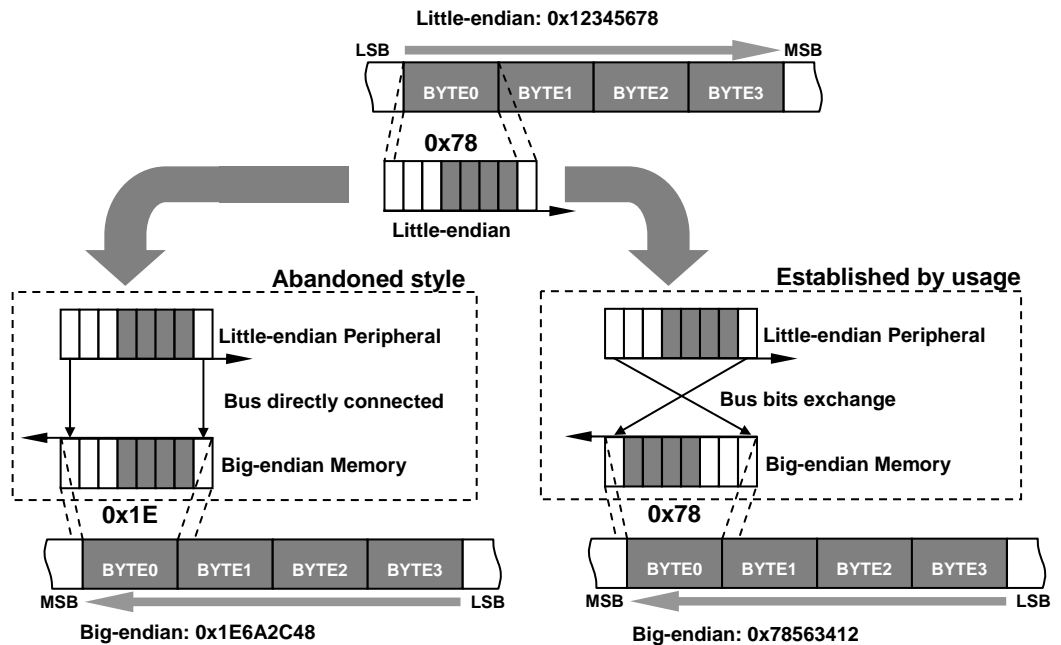 Little-endian: 0x12345678
LSB MSB
BYTE0 BYTE1 BYTE2 BYTE3
0x78
Little-endian
Abandoned style
Little-endian Peripheral
Bus directly connected
Big-endian Memory
0x1E
BYTE0 BYTE1 BYTE2 BYTE3
MSB LSB
Big-endian: 0x1E6A2C48
Established by usage
Little-endian Peripheral
Bus bits exchange
Big-endian Memory
0x78
BYTE0 BYTE1 BYTE2 BYTE3
MSB LSB
Big-endian: 0x78563412